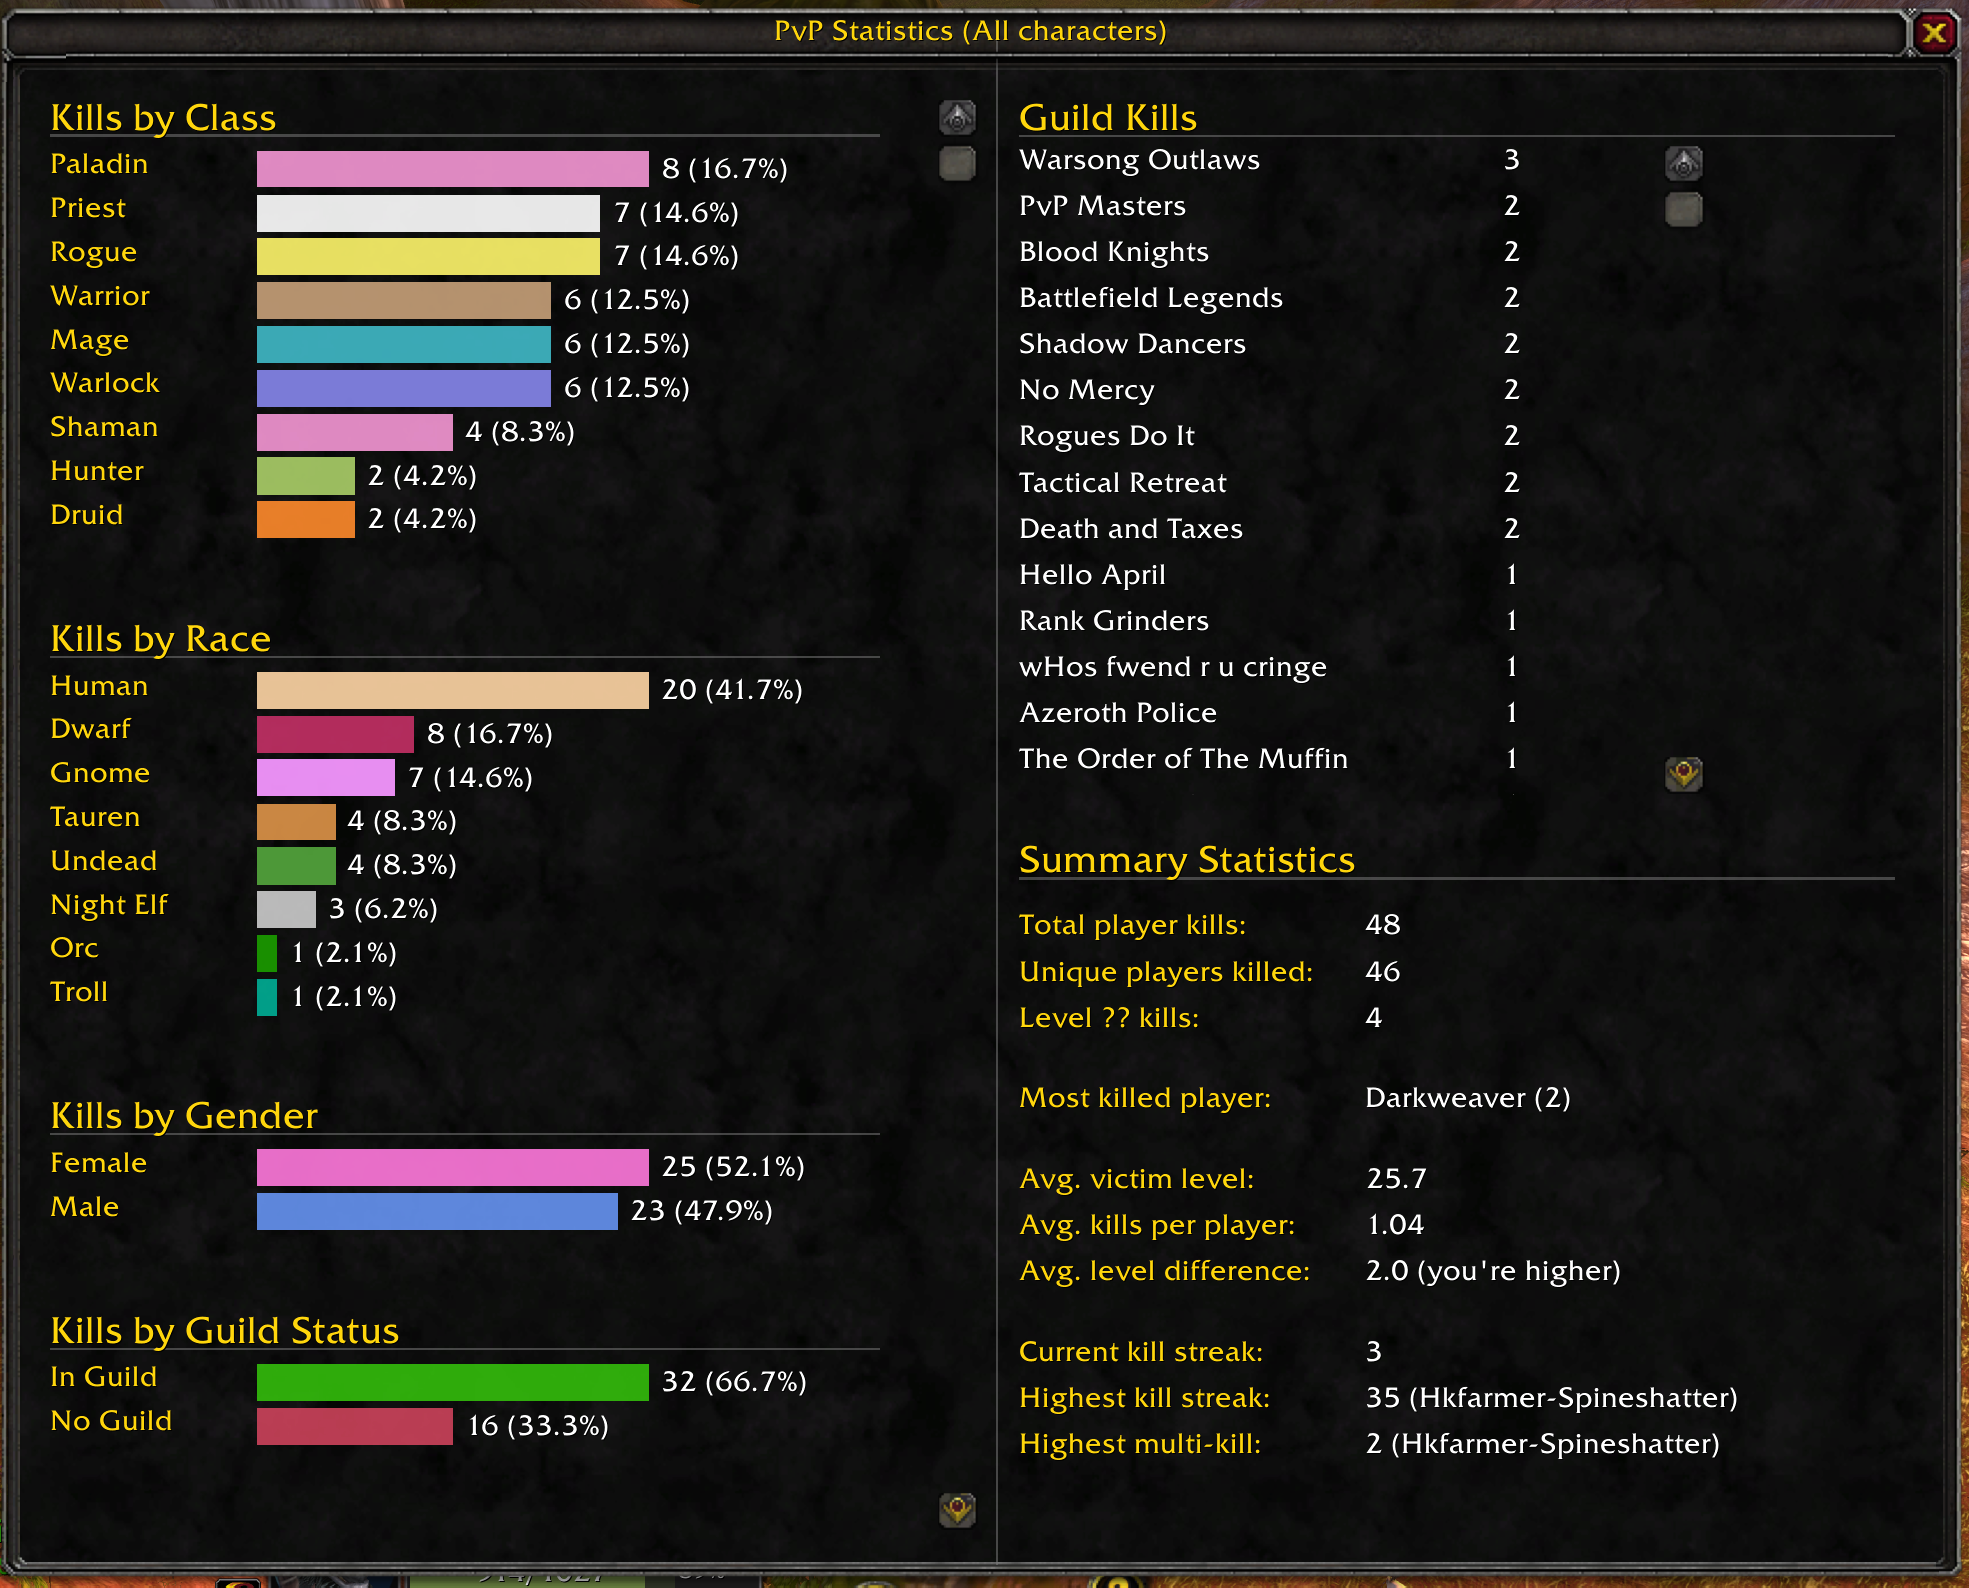 PvP Statistics (All characters)
Kills by Class
Paladin 8 (16.7%)
Priest 7 (14.6%)
Rogue 7 (14.6%)
Warrior 6 (12.5%)
Mage 6 (12.5%)
Warlock 6 (12.5%)
Shaman 4 (8.3%)
Hunter 2 (4.2%)
Druid 2 (4.2%)
Kills by Race
Human 20 (41.7%)
Dwarf 8 (16.7%)
Gnome 7 (14.6%)
Tauren 4 (8.3%)
Undead 4 (8.3%)
Night Elf 3 (6.2%)
Orc 1 (2.1%)
Troll 1 (2.1%)
Kills by Gender
Female 25 (52.1%)
Male 23 (47.9%)
Kills by Guild Status
In Guild 32 (66.7%)
No Guild 16 (33.3%)
Guild Kills
Warsong Outlaws 3
PvP Masters 2
Blood Knights 2
Battlefield Legends 2
Shadow Dancers 2
No Mercy 2
Rogues Do It 2
Tactical Retreat 2
Death and Taxes 2
Hello April 1
Rank Grinders 1
wHos fwend r u cringe 1
Azeroth Police 1
The Order of The Muffin 1
Summary Statistics
Total player kills: 48
Unique players killed: 46
Level ?? kills: 4
Most killed player: Darkweaver (2)
Avg. victim level: 25.7
Avg. kills per player: 1.04
Avg. level difference: 2.0 (you're higher)
Current kill streak: 3
Highest kill streak: 35 (Hkfarmer-Spineshatter)
Highest multi-kill: 2 (Hkfarmer-Spineshatter)